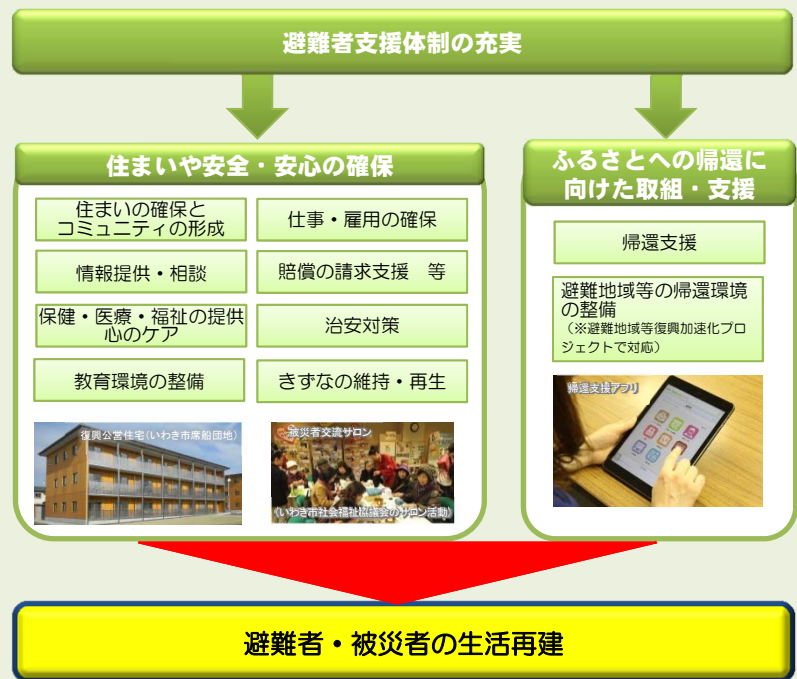 避難者支援体制の充実
住まいや安全・安心の確保
住まいの確保と
コミュニティの形成
仕事・雇用の確保
情報提供・相談
賠償の請求支援　等
保健・医療・福祉の提供
心のケア
治安対策
教育環境の整備
きずなの維持・再生
復興公営住宅(いわき市席船団地)
被災者交流サロン
(いわき市社会福祉協議会のサロン活動)
ふるさとへの帰還に
向けた取組・支援
帰還支援
避難地域等の帰還環境
の整備
(※避難地域等復興加速化プロ
ジェクトで対応)
帰還支援アプリ
避難者・被災者の生活再建